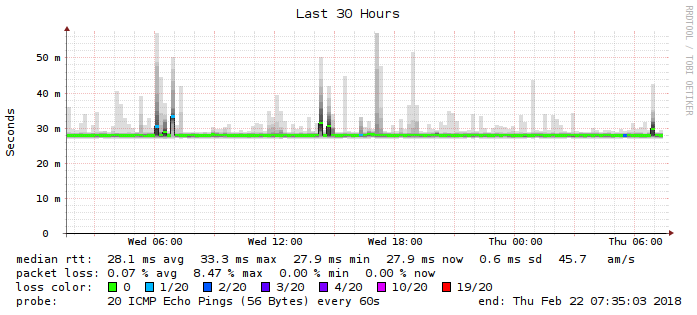 Last 30 Hours
RRDTOOL / TOBI OETIKER
Seconds
50 m
40 m
30 m
20 m
10 m
0
Wed 06:00 Wed 12:00 Wed 18:00 Thu 00:00 Thu 06:00
median rtt: 28.1 ms avg 33.3 ms max 27.9 ms min 27.9 ms now 0.6 ms sd 45.7 am/s
packet loss: 0.07 % avg 8.47 % max 0.00 % min 0.00 % now
loss color: 0 1/20 2/20 3/20 4/20 10/20 19/20
probe: 20 ICMP Echo Pings (56 Bytes) every 60s end: Thu Feb 22 07:35:03 2018